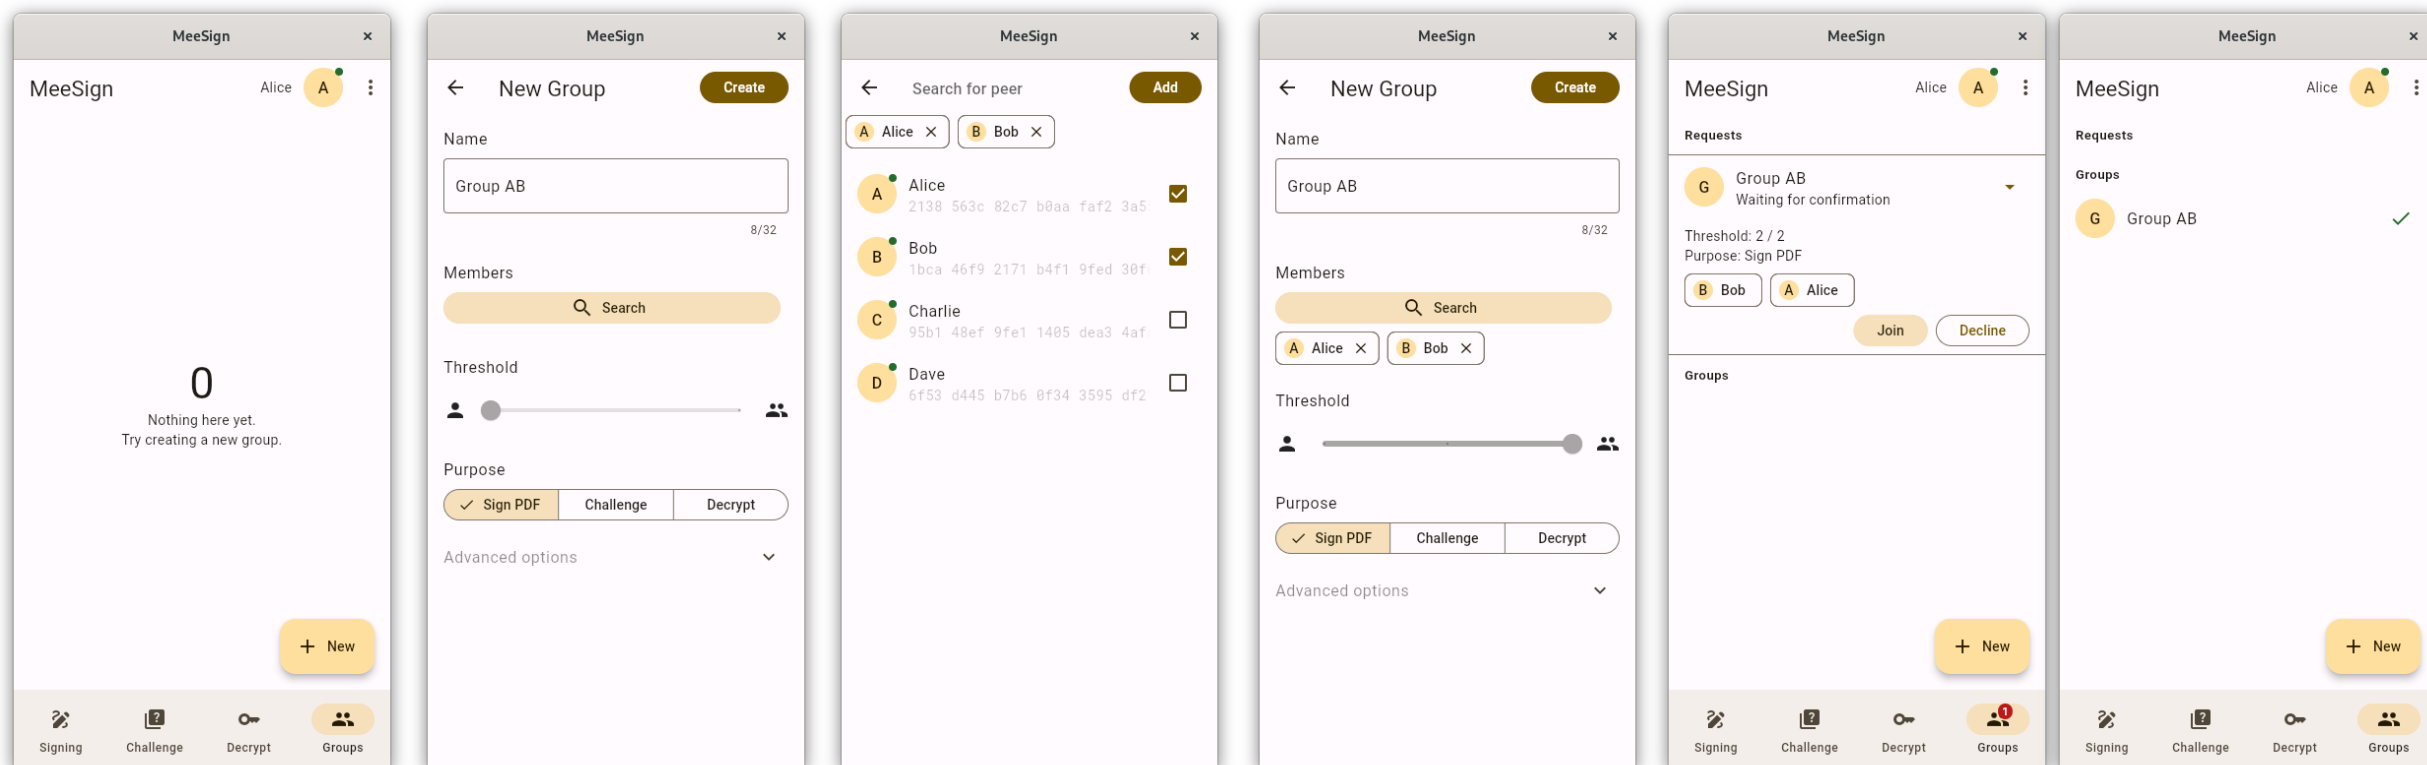 MeeSign ×
MeeSign Alice A
0
Nothing here yet.
Try creating a new group.
+ New
Signing Challenge Decrypt Groups
MeeSign ×
New Group Create
Name
Group AB
8/32
Members
Search
Threshold
Purpose
Sign PDF Challenge Decrypt
Advanced options
MeeSign ×
Search for peer Add
A Alice × B Bob ×
A Alice
2138 563c 82c7 b0aa faf2 3a5
B Bob
1bca 46f9 2171 b4f1 9fed 30f
C Charlie
95b1 48ef 9fe1 1405 dea3 4af
D Dave
6f53 d445 b7b6 0f34 3595 df2
MeeSign ×
New Group Create
Name
Group AB
8/32
Members
Search
A Alice × B Bob ×
Threshold
Purpose
Sign PDF Challenge Decrypt
Advanced options
MeeSign ×
MeeSign Alice A
Requests
G Group AB
Waiting for confirmation
Threshold: 2 / 2
Purpose: Sign PDF
B Bob A Alice
Join Decline
Groups
+ New
1
Signing Challenge Decrypt Groups
MeeSign ×
MeeSign Alice A
Requests
Groups
G Group AB
+ New
Signing Challenge Decrypt Groups